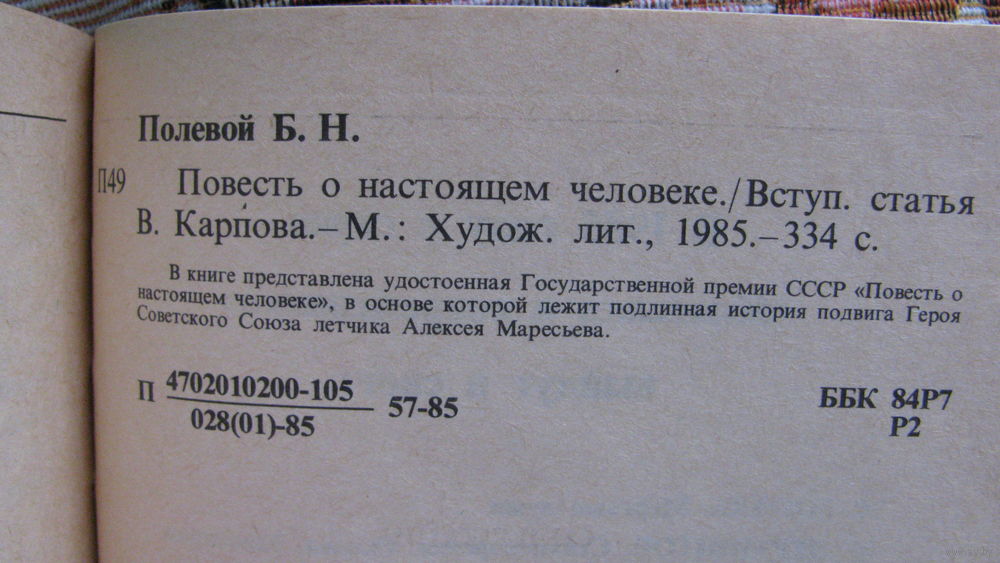 Полевой Б. Н.
П49 Повесть о настоящем человеке./Вступ. статья
В. Карпова.–М.: Худож. лит., 1985.–334 с.
В книге представлена удостоенная Государственной премии СССР «Повесть о
настоящем человеке», в основе которой лежит подлинная история подвига Героя
Советского Союза летчика Алексея Маресьева.
П 4702010200-105 57-85
028(01)-85
ББК 84Р7
Р2